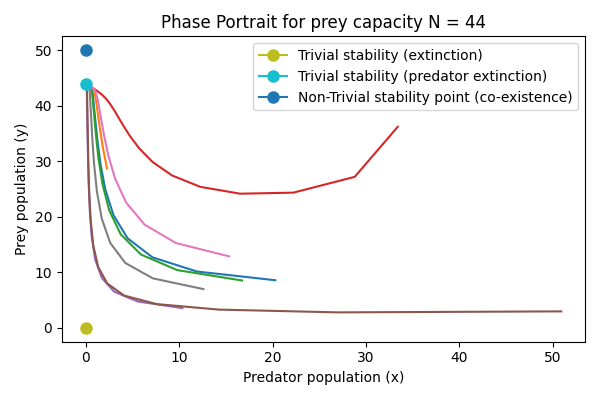 Phase Portrait for prey capacity N = 44
Trivial stability (extinction)
Trivial stability (predator extinction)
Non-Trivial stability point (co-existence)
Prey population (y)
50
40
30
20
10
0
0 10 20 30 40 50
Predator population (x)